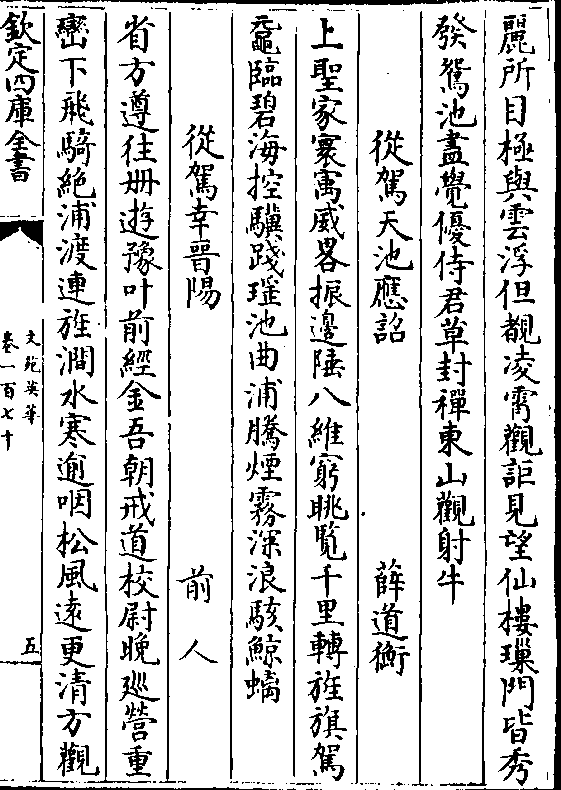 麗所目極與雲浮但覩凌霄觀詎見望仙樓璅門皆秀
發鴛池盡覺優侍君草封禪東山觀射牛
從駕天池應詔 薛道衡
上聖家寰㝢威畧振邊陲八維窮眺覽千里轉旌旗駕
黿臨碧海控驥踐瑶池曲浦騰煙霧深浪駭鯨螭
從駕幸晉陽 前人
省方遵往册遊豫叶前經金吾朝戒道校尉晚廵營重
巒下飛騎絶浦渡連旌澗水寒逾咽松風遠更清方觀
欽定四庫全書
文苑英華
卷一百七十
五